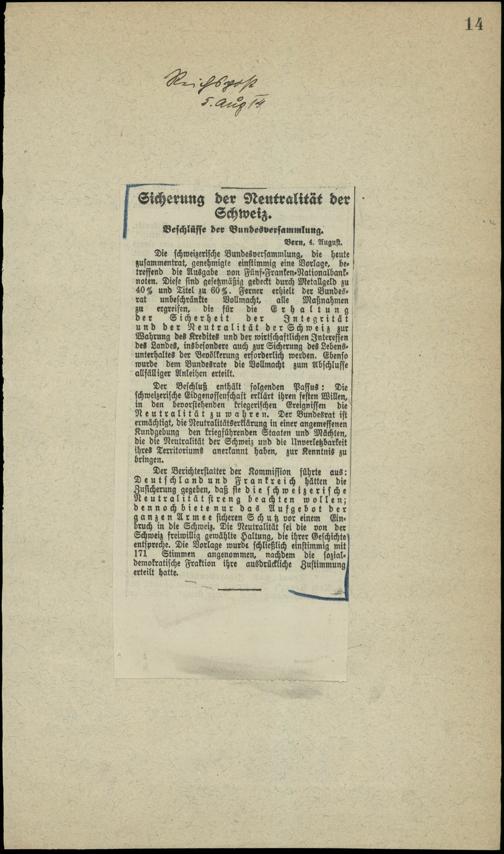 14
Reichspost
5. Aug 14
Sicherung der Neutralität der
Schweiz.
Beschlüsse der Bundesversammlung.
Bern, 4. August.
Die schweizerische Bundesversammlung, die heute
zusammentrat, genehmigte einstimmig eine Vorlage, be-
treffend die Ausgabe von Fünf-Franken-Nationalbank-
noten. Diese sind gesetzmäßig gedeckt durch Metallgeld zu
40 % und Titel zu 60 %. Ferner erhielt der Bundes-
rat unbeschränkte Vollmacht, alle Maßnahmen
zu ergreifen, die für die Erhaltung
der Sicherheit der Integrität
und der Neutralität der Schweiz zur
Wahrung des Kredites und der wirtschaftlichen Interessen
des Landes, insbesondere auch zur Sicherung des Lebens-
unterhaltes der Bevölkerung erforderlich werden. Ebenso
wurde dem Bundesrate die Vollmacht zum Abschlusse
allfälliger Anleihen erteilt.
Der Beschluß enthält folgenden Passus: Die
schweizerische Eidgenossenschaft erklärt ihren festen Willen,
in den bevorstehenden kriegerischen Ereignissen die
Neutralität zu wahren. Der Bundesrat ist
ermächtigt, die Neutralitätserklärung in einer angemessenen
Kundgebung den kriegführenden Staaten und Mächten,
die die Neutralität der Schweiz und die Unverletzbarkeit
ihres Territoriums anerkannt haben, zur Kenntnis zu
bringen.
Der Berichterstatter der Kommission führte aus:
Deutschland und Frankreich hätten die
Zusicherung gegeben, daß sie die schweizerische
Neutralität streng beachten wollen;
dennoch biete nur das Aufgebot der
ganzen Armee sicheren Schutz vor einem Ein-
bruch in die Schweiz. Die Neutralität sei die von der
Schweiz freiwillig gewählte Haltung, die ihrer Geschichte
entspreche. Die Vorlage wurde schließlich einstimmig mit
171 Stimmen angenommen, nachdem die sozial-
demokratische Fraktion ihre ausdrückliche Zustimmung
erteilt hatte.